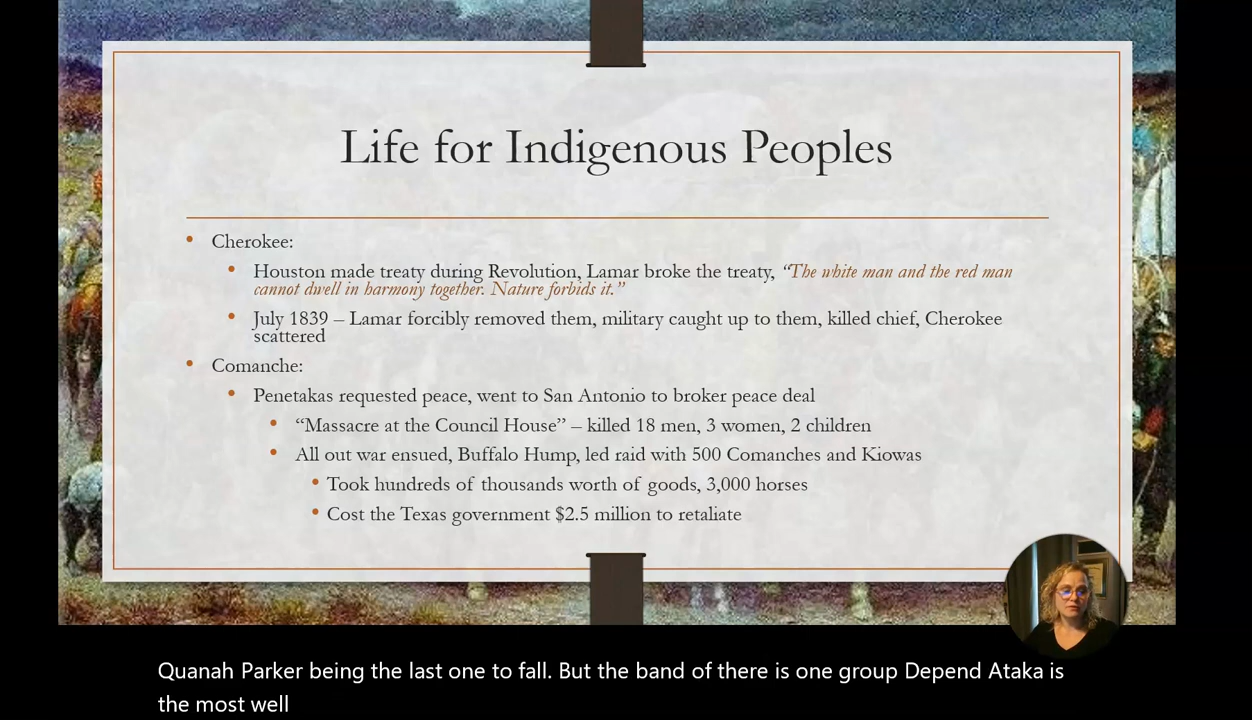 Life for Indigenous Peoples
• Cherokee:
• Houston made treaty during Revolution, Lamar broke the treaty, “The white man and the red man
cannot dwell in harmony together. Nature forbids it.”
• July 1839 – Lamar forcibly removed them, military caught up to them, killed chief, Cherokee
scattered
• Comanche:
• Penetakas requested peace, went to San Antonio to broker peace deal
• “Massacre at the Council House” – killed 18 men, 3 women, 2 children
• All out war ensued, Buffalo Hump, led raid with 500 Comanches and Kiowas
• Took hundreds of thousands worth of goods, 3,000 horses
• Cost the Texas government $2.5 million to retaliate
Quanah Parker being the last one to fall. But the band of there is one group Depend Ataka is
the most well